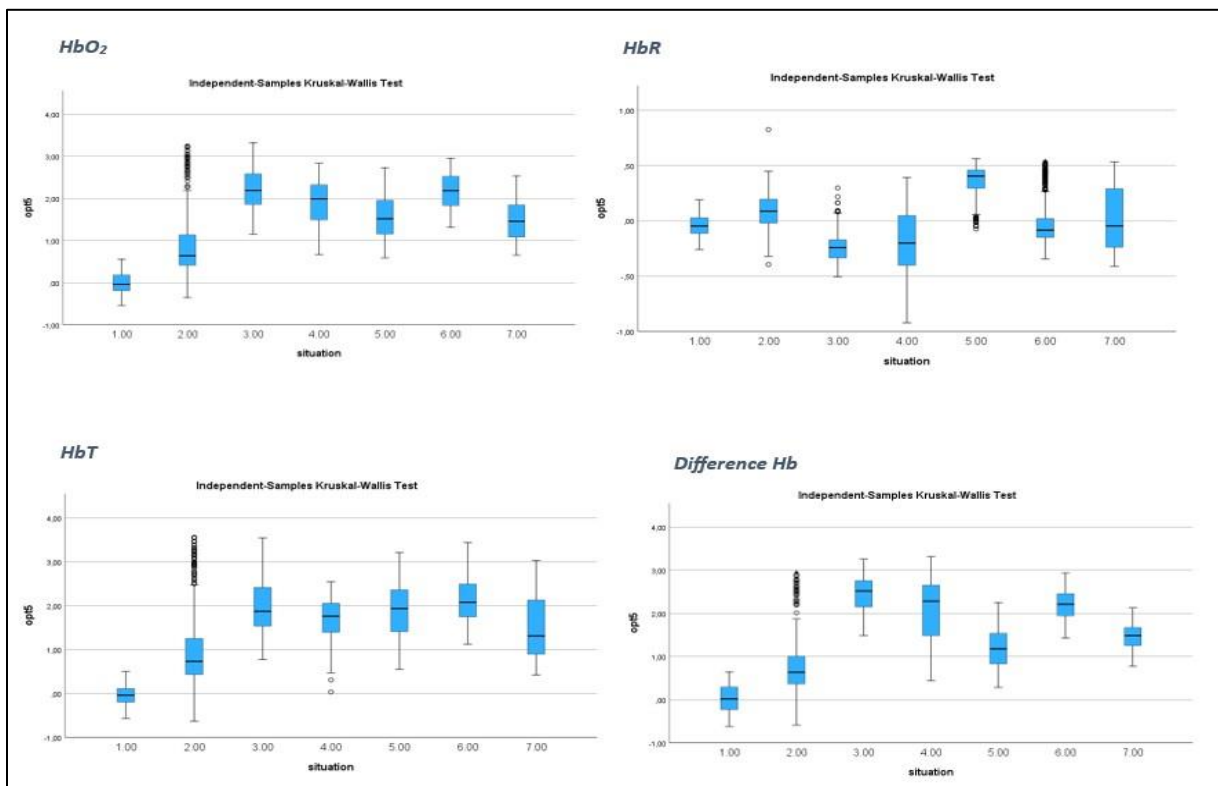 HbO₂
Independent-Samples Kruskal-Wallis Test
4,00
3,00
2,00
1,00
,00
-1,00
opt5
1.00 2.00 3.00 4.00 5.00 6.00 7.00
situation
HbR
Independent-Samples Kruskal-Wallis Test
1,00
,50
,00
-,50
-1,00
opt5
1.00 2.00 3.00 4.00 5.00 6.00 7.00
situation
HbT
Independent-Samples Kruskal-Wallis Test
4,00
3,00
2,00
1,00
,00
-1,00
opt5
1.00 2.00 3.00 4.00 5.00 6.00 7.00
situation
Difference Hb
Independent-Samples Kruskal-Wallis Test
4,00
3,00
2,00
1,00
,00
-1,00
opt5
1.00 2.00 3.00 4.00 5.00 6.00 7.00
situation